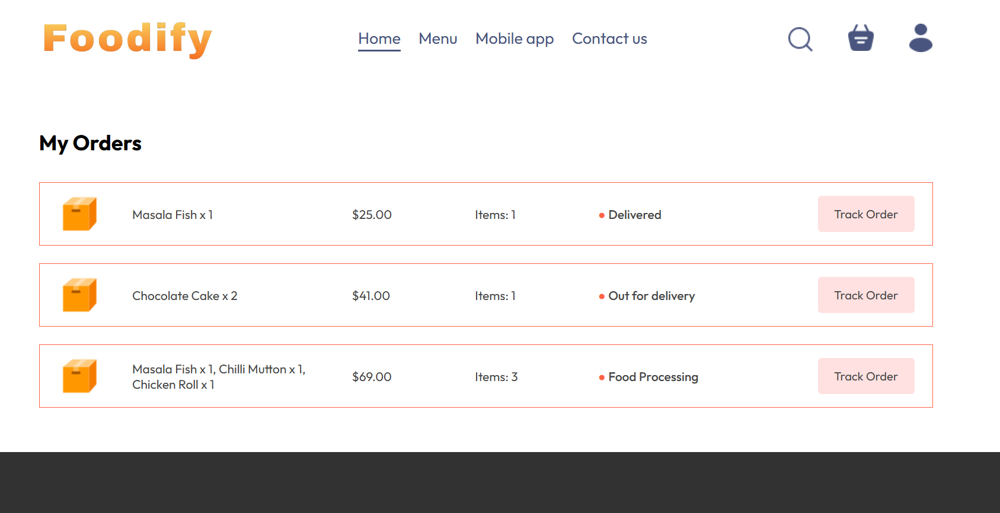 Foodify
Home Menu Mobile app Contact us
My Orders
Masala Fish x 1 $25.00 Items: 1 Delivered Track Order
Chocolate Cake x 2 $41.00 Items: 1 Out for delivery Track Order
Masala Fish x 1, Chilli Mutton x 1,
Chicken Roll x 1
$69.00 Items: 3 Food Processing Track Order